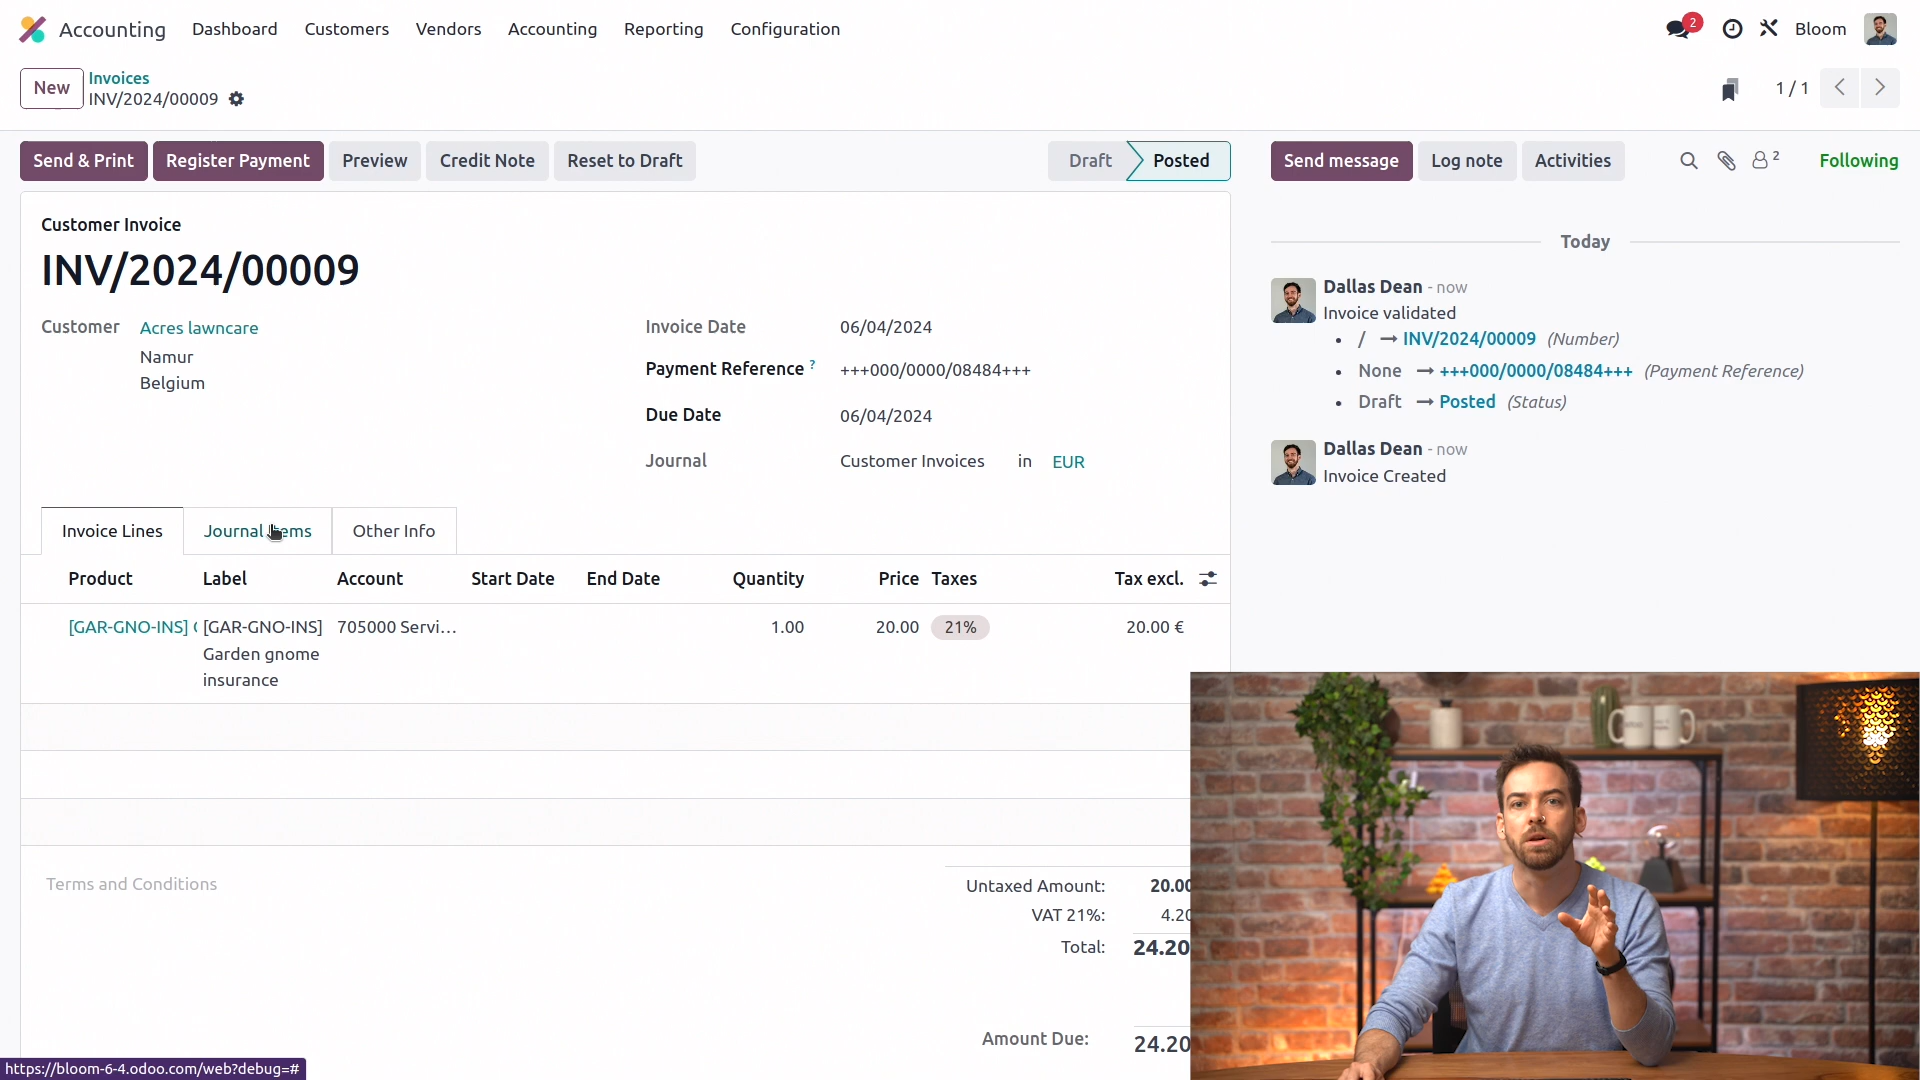 Accounting Dashboard Customers Vendors Accounting Reporting Configuration 2 Bloom
New Invoices
INV/2024/00009 1 / 1
Send & Print Register Payment Preview Credit Note Reset to Draft Draft Posted Send message Log note Activities 2 Following
Customer Invoice
INV/2024/00009
Customer Acres lawncare
Namur
Belgium
Invoice Date 06/04/2024
Payment Reference ? +++000/0000/08484+++
Due Date 06/04/2024
Journal Customer Invoices in EUR
Today
Dallas Dean - now
Invoice validated
• / → INV/2024/00009 (Number)
• None → +++000/0000/08484+++ (Payment Reference)
• Draft → Posted (Status)
Dallas Dean - now
Invoice Created
Invoice Lines Journal Other Info
Product Label Account Start Date End Date Quantity Price Taxes Tax excl.
[GAR-GNO-INS] [GAR-GNO-INS] 705000 Servi... 1.00 20.00 21% 20.00 €
Garden gnome
insurance
Terms and Conditions
Untaxed Amount: 20.00
VAT 21%: 4.20
Total: 24.20
Amount Due: 24.20
https://bloom-6-4.odoo.com/web?debug=#